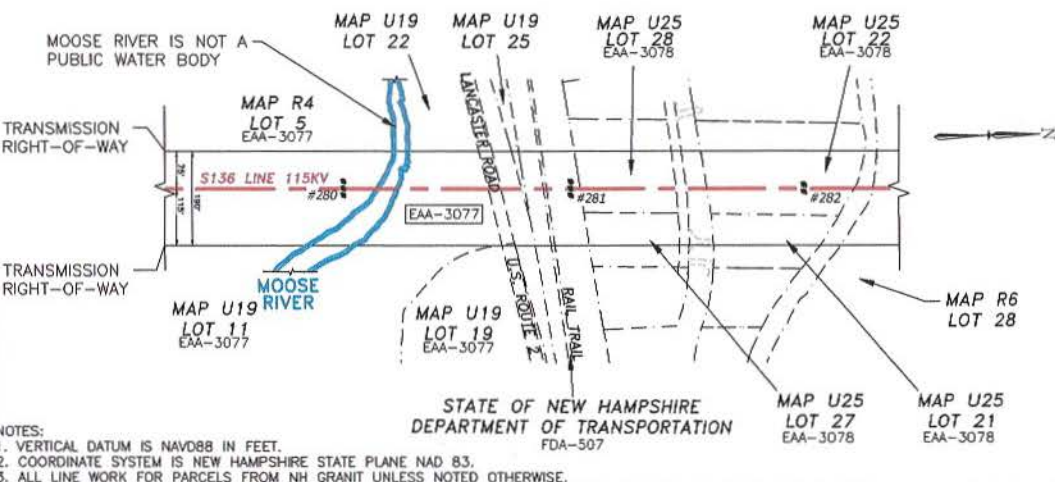 MOOSE RIVER IS NOT A
PUBLIC WATER BODY
MAP U19
LOT 22
MAP U19
LOT 25
MAP U25
LOT 28
EAA-3078
MAP U25
LOT 22
EAA-3078
MAP R4
LOT 5
EAA-3077
TRANSMISSION
RIGHT-OF-WAY
LANCASTER ROAD
N
S136 LINE 115KV
#280
75'
115'
190'
EAA-3077
#281
#282
TRANSMISSION
RIGHT-OF-WAY
MOOSE
RIVER
MAP U19
LOT 11
EAA-3077
MAP U19
LOT 19
EAA-3077
U.S. ROUTE 2
RAIL TRAIL
MAP R6
LOT 28
STATE OF NEW HAMPSHIRE
DEPARTMENT OF TRANSPORTATION
FDA-507
MAP U25
LOT 27
EAA-3078
MAP U25
LOT 21
EAA-3078
NOTES:
1. VERTICAL DATUM IS NAVD88 IN FEET.
2. COORDINATE SYSTEM IS NEW HAMPSHIRE STATE PLANE NAD 83.
3. ALL LINE WORK FOR PARCELS FROM NH GRANIT UNLESS NOTED OTHERWISE.